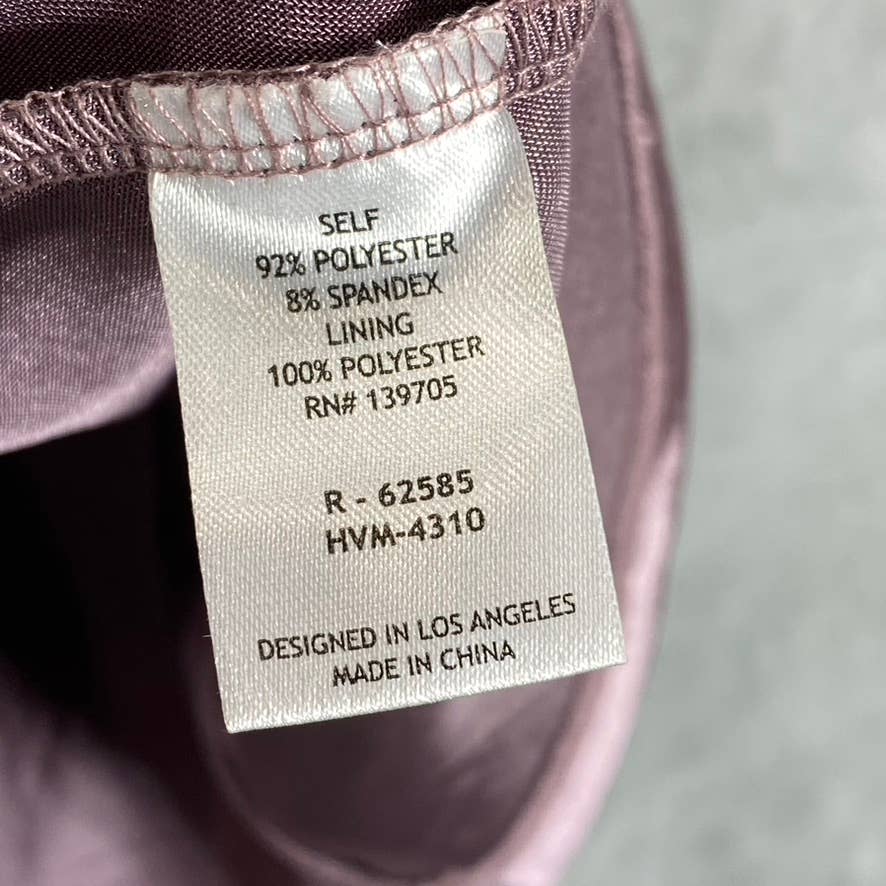 SELF
92% POLYESTER
8% SPANDEX
LINING
100% POLYESTER
RN# 139705
R - 62585
HVM-4310
DESIGNED IN LOS ANGELES
MADE IN CHINA